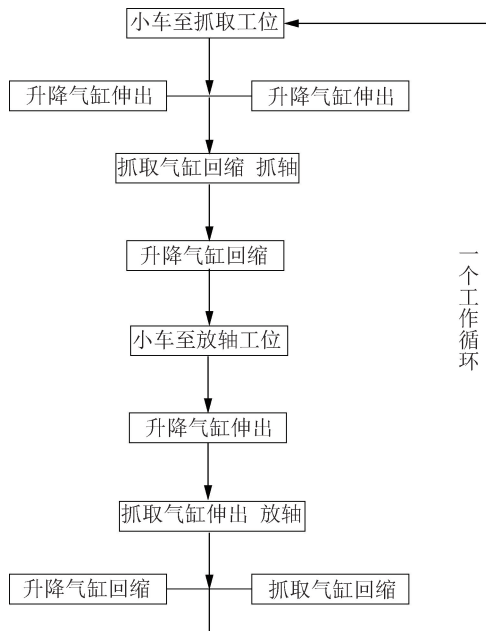 小车至抓取工位
升降气缸伸出
升降气缸伸出
抓取气缸回缩 抓轴
升降气缸回缩
小车至放轴工位
升降气缸伸出
抓取气缸伸出 放轴
升降气缸回缩
抓取气缸回缩
一个工作循环